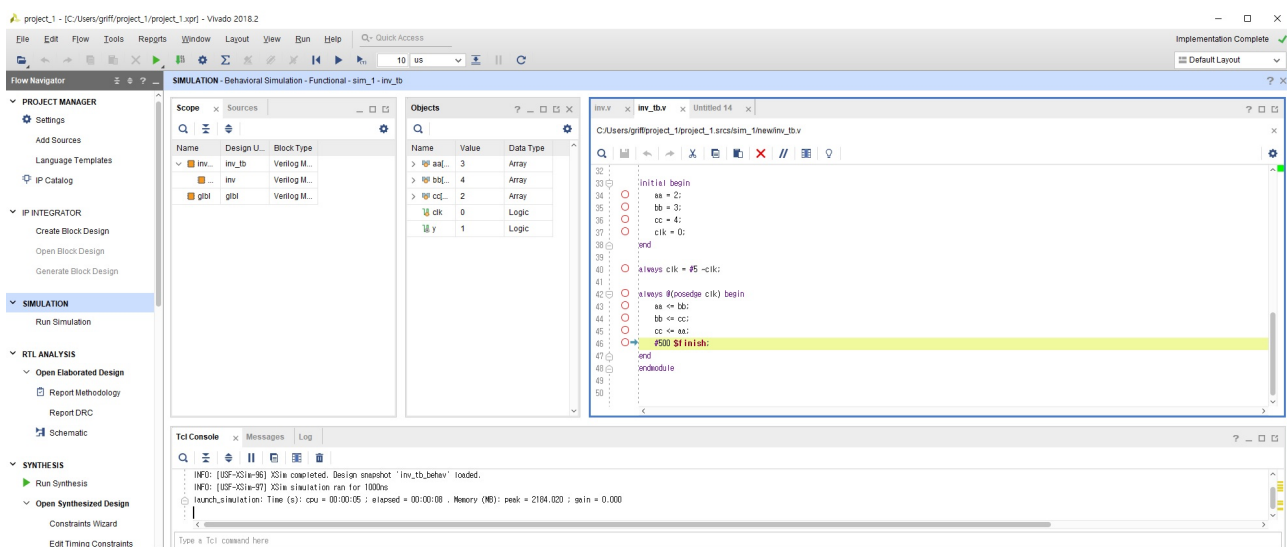 project_1 - [C:/Users/griff/project_1/project_1.xpr] - Vivado 2018.2
File Edit Flow Tools Reports Window Layout View Run Help Q- Quick Access
Implementation Complete
10 us
Default Layout
Flow Navigator
SIMULATION - Behavioral Simulation - Functional - sim_1 - inv_tb
PROJECT MANAGER
Settings
Add Sources
Language Templates
IP Catalog
IP INTEGRATOR
Create Block Design
Open Block Design
Generate Block Design
SIMULATION
Run Simulation
RTL ANALYSIS
Open Elaborated Design
Report Methodology
Report DRC
Schematic
SYNTHESIS
Run Synthesis
Open Synthesized Design
Constraints Wizard
Edit Timing Constraints
Scope Sources
Name Design U... Block Type
inv... inv_tb Verilog M...
... inv Verilog M...
glbl glbl Verilog M...
Objects
Name Value Data Type
aa[... 3 Array
bb[... 4 Array
cc[... 2 Array
clk 0 Logic
y 1 Logic
inv.v inv_tb.v Untitled 14
C:/Users/griff/project_1/project_1.srcs/sim_1/new/inv_tb.v
32
33 initial begin
34 aa = 2;
35 bb = 3;
36 cc = 4;
37 clk = 0;
38 end
39
40 always clk = #5 ~clk;
41
42 always @(posedge clk) begin
43 aa <= bb;
44 bb <= cc;
45 cc <= aa;
46 #500 $finish;
47 end
48 endmodule
49
50
Tcl Console Messages Log
INFO: [USF-XSim-96] XSim completed. Design snapshot 'inv_tb_behav' loaded.
INFO: [USF-XSim-97] XSim simulation ran for 1000ns
launch_simulation: Time (s): cpu = 00:00:05 ; elapsed = 00:00:08 . Memory (MB): peak = 2184.020 ; gain = 0.000
Type a Tcl command here